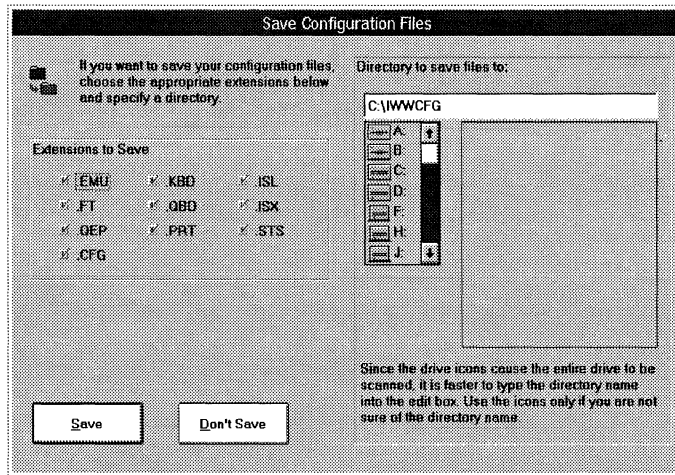 Save Configuration Files
If you want to save your configuration files,
choose the appropriate extensions below
and specify a directory.
Extensions to Save
.EMU .KBD .ISL
.FT .QBD .ISX
.QEP .PRT .STS
.CFG
Save
Don't Save
Directory to save files to:
C:\IWWCFG
A:
B:
C:
D:
F:
H:
J:
Since the drive icons cause the entire drive to be
scanned, it is faster to type the directory name
into the edit box. Use the icons only if you are not
sure of the directory name.